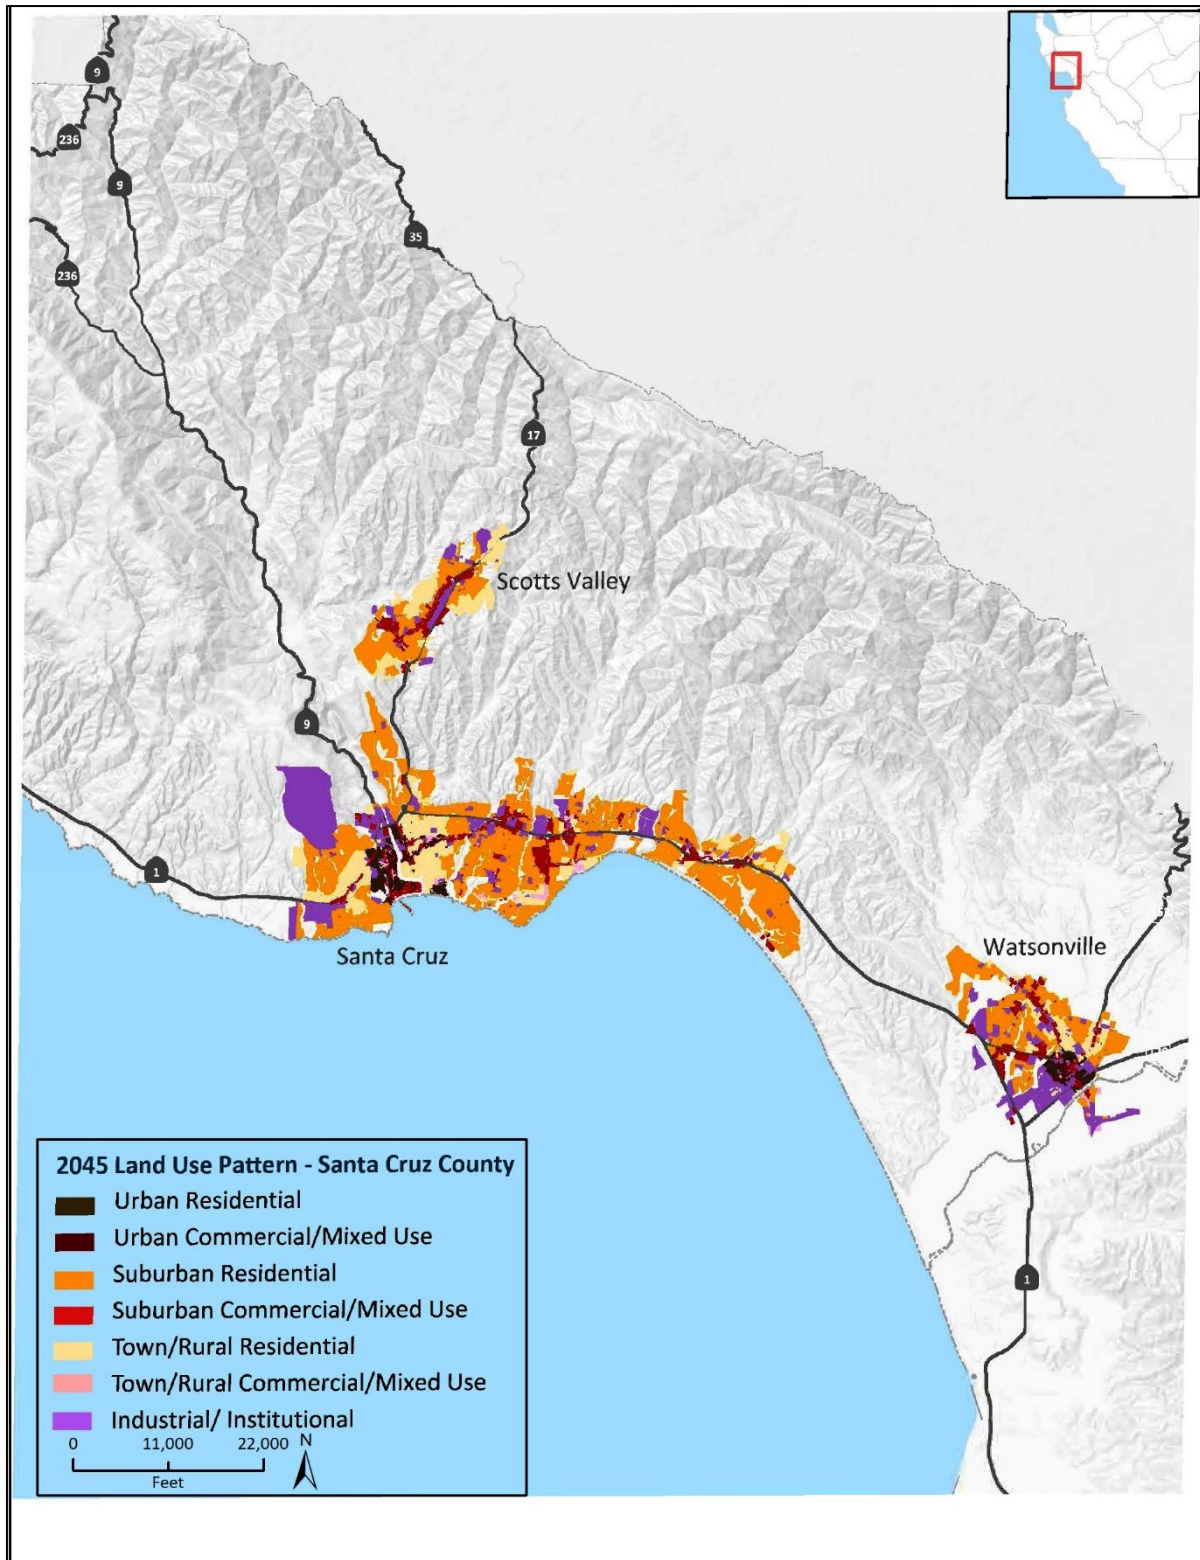 9
236
9
35
236
17
Scotts Valley
9
1
Santa Cruz
Watsonville
1
2045 Land Use Pattern - Santa Cruz County
Urban Residential
Urban Commercial/Mixed Use
Suburban Residential
Suburban Commercial/Mixed Use
Town/Rural Residential
Town/Rural Commercial/Mixed Use
Industrial/ Institutional
0 11,000 22,000 N
Feet